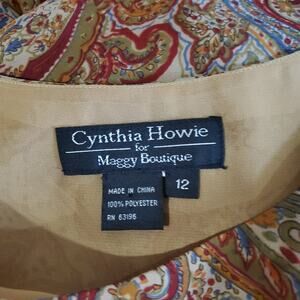 Cynthia Howie
for
Maggy Boutique
MADE IN CHINA
100% POLYESTER
RN 63196
12